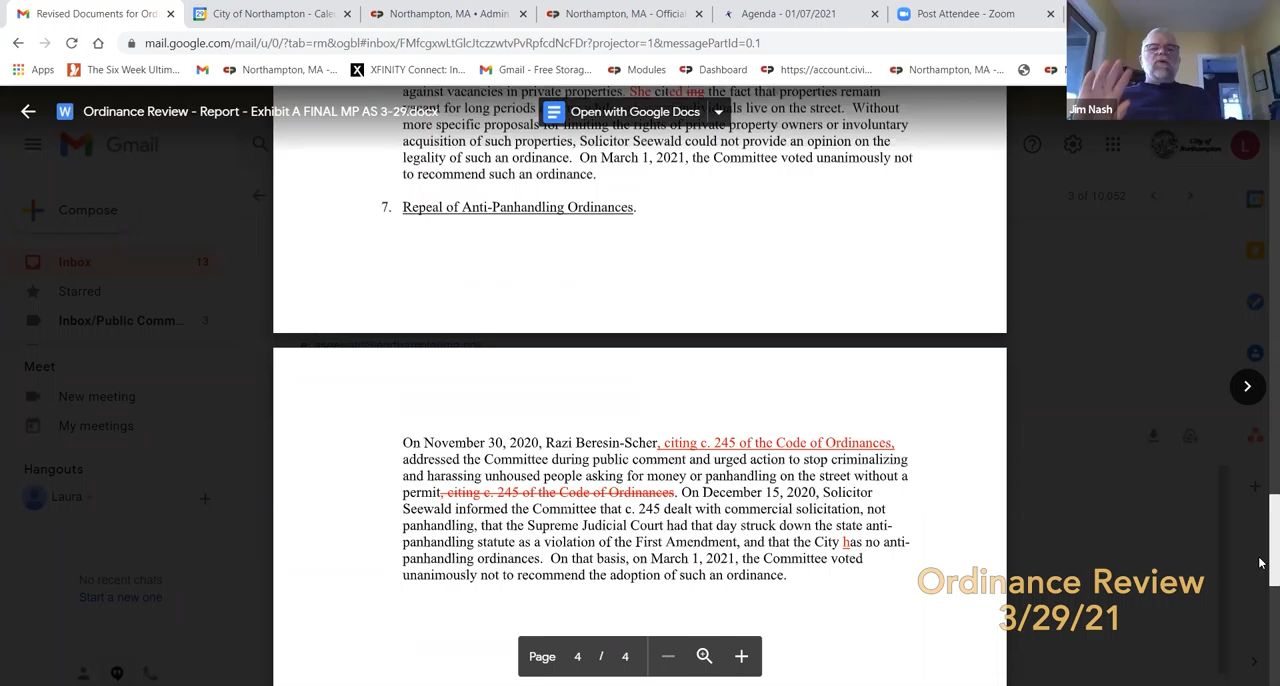 Revised Documents for Ord
City of Northampton - Cale
Northampton, MA • Admin
Northampton, MA - Official
Agenda - 01/07/2021
Post Attendee - Zoom
mail.google.com/mail/u/0/?tab=rm&ogbl#inbox/FMfcgxwLtGlcJtczzwtvPvRpfcdNcFDr?projector=1&messagePartId=0.1
Apps
The Six Week Ultim...
Northampton, MA -...
XFINITY Connect: In...
Gmail - Free Storag...
Modules
Dashboard
https://account.civi...
Northampton, MA -...
Jim Nash
Ordinance Review - Report - Exhibit A FINAL MP AS 3-29.docx
Open with Google Docs
Gmail
City of
Northampton
L
Compose
3 of 10,052
Inbox
13
Starred
Inbox/Public Comm...
3
Meet
New meeting
My meetings
Hangouts
Laura
No recent chats
Start a new one
against vacancies in private properties. She cited ing the fact that properties remain
for long periods
live on the street. Without
more specific proposals for limiting the rights of private property owners or involuntary
acquisition of such properties, Solicitor Seewald could not provide an opinion on the
legality of such an ordinance. On March 1, 2021, the Committee voted unanimously not
to recommend such an ordinance.
7. Repeal of Anti-Panhandling Ordinances.
On November 30, 2020, Razi Beresin-Scher, citing c. 245 of the Code of Ordinances,
addressed the Committee during public comment and urged action to stop criminalizing
and harassing unhoused people asking for money or panhandling on the street without a
permit, citing c. 245 of the Code of Ordinances. On December 15, 2020, Solicitor
Seewald informed the Committee that c. 245 dealt with commercial solicitation, not
panhandling, that the Supreme Judicial Court had that day struck down the state anti-
panhandling statute as a violation of the First Amendment, and that the City has no anti-
panhandling ordinances. On that basis, on March 1, 2021, the Committee voted
unanimously not to recommend the adoption of such an ordinance.
Ordinance Review
3/29/21
Page 4 / 4